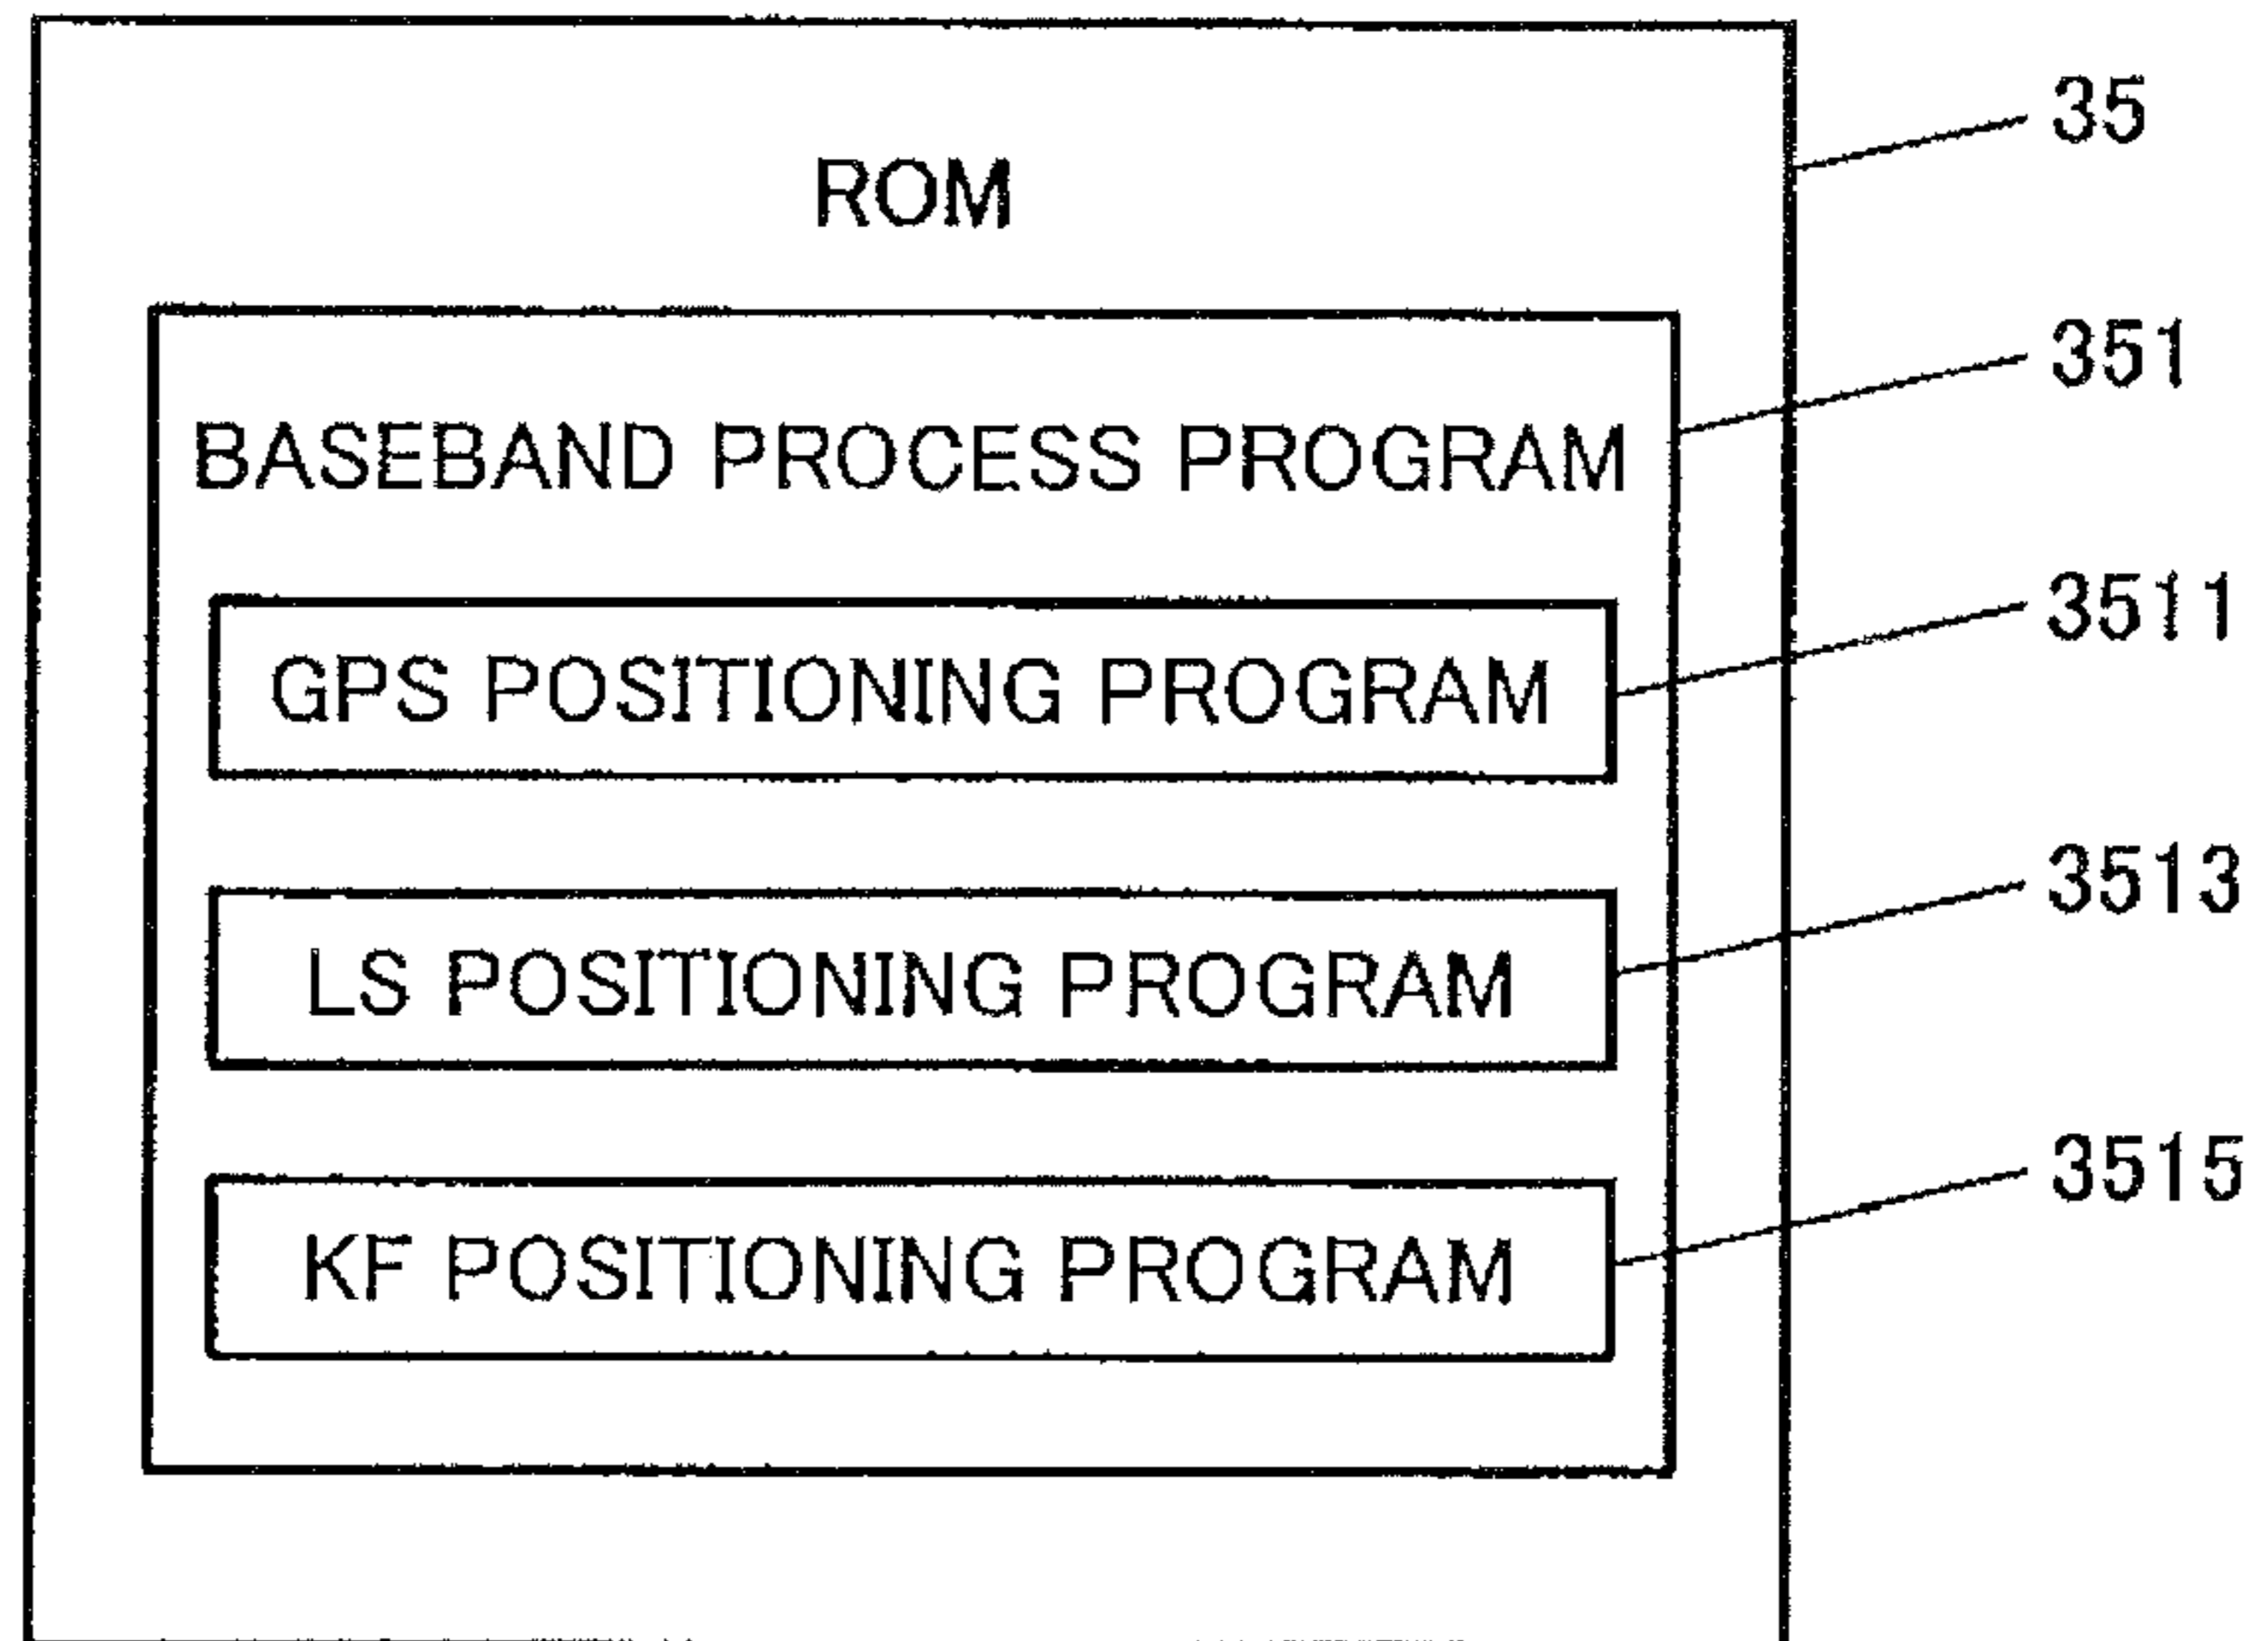 ROM
35
BASEBAND PROCESS PROGRAM
351
GPS POSITIONING PROGRAM
3511
LS POSITIONING PROGRAM
3513
KF POSITIONING PROGRAM
3515